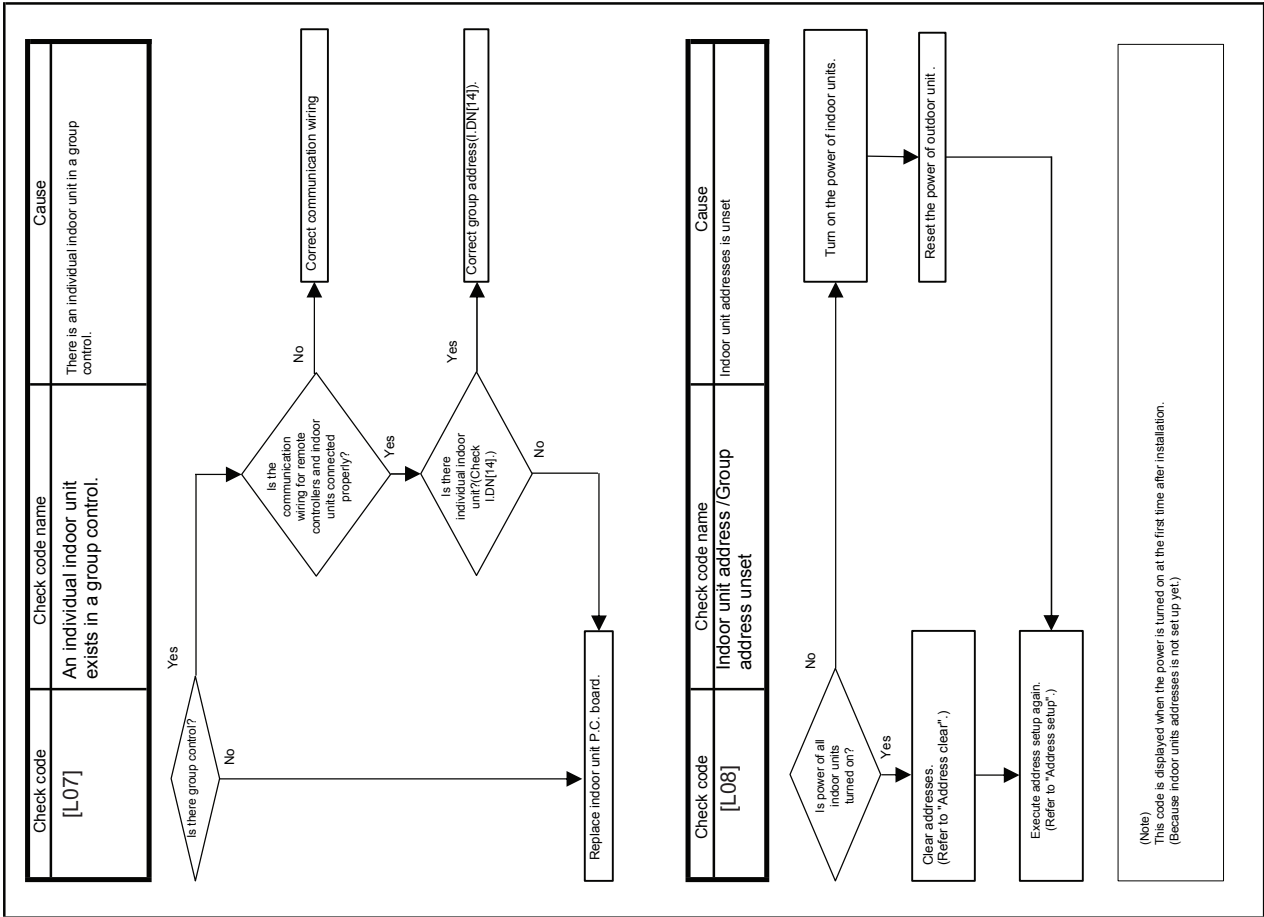 Check code
Check code name
Cause
[L07]
An individual indoor unit
exists in a group control.
There is an individual indoor unit in a group
control.
Is there group control?
Yes
No
Is the
communication
wiring for remote
controllers and indoor
units connected
properly?
No
Correct communication wiring
Yes
Is there
individual indoor
unit?(Check
I.DN[14].)
Yes
Correct group address(I.DN[14]).
No
Replace indoor unit P.C. board.
Check code
Check code name
Cause
[L08]
Indoor unit address /Group
address unset
Indoor unit addresses is unset
Is power of all
indoor units
turned on?
No
Turn on the power of indoor units.
Reset the power of outdoor unit .
Yes
Clear addresses.
(Refer to "Address clear".)
Execute address setup again.
(Refer to "Address setup".)
(Note)
This code is displayed when the power is turned on at the first time after installation.
(Because indoor units addresses is not set up yet.)